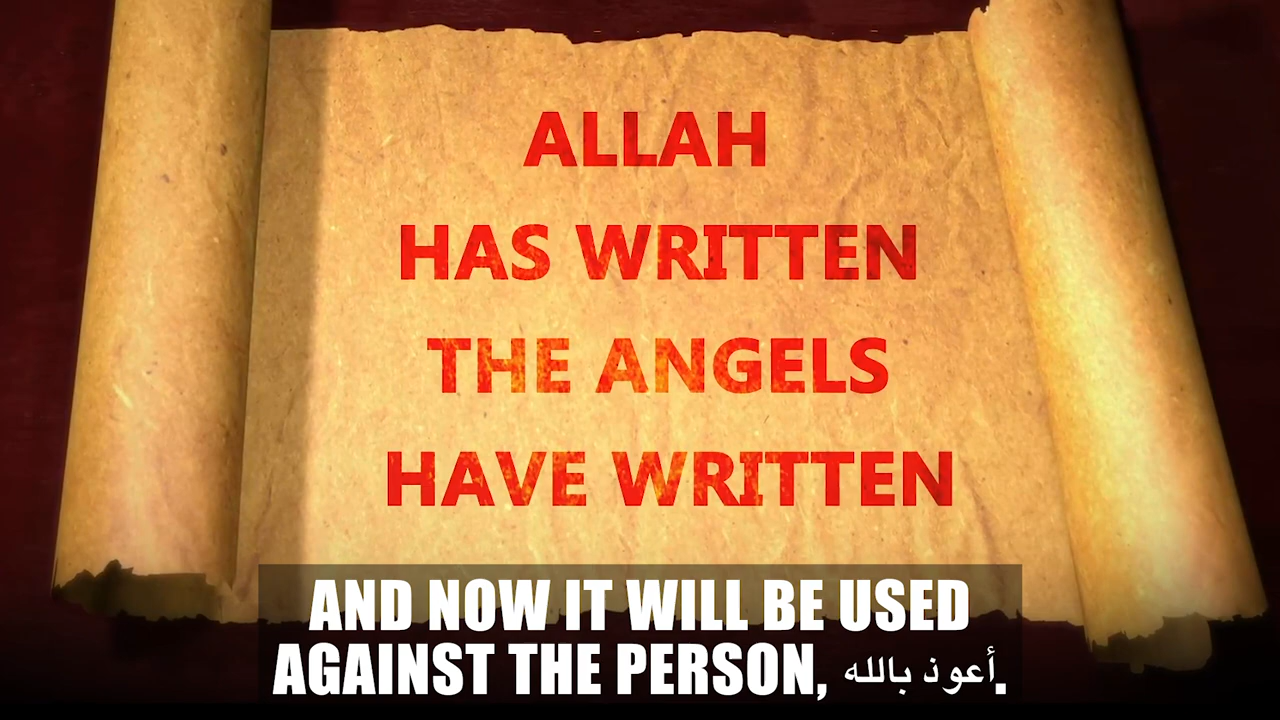 ALLAH
HAS WRITTEN
THE ANGELS
HAVE WRITTEN
AND NOW IT WILL BE USED
AGAINST THE PERSON, أعوذ بالله.